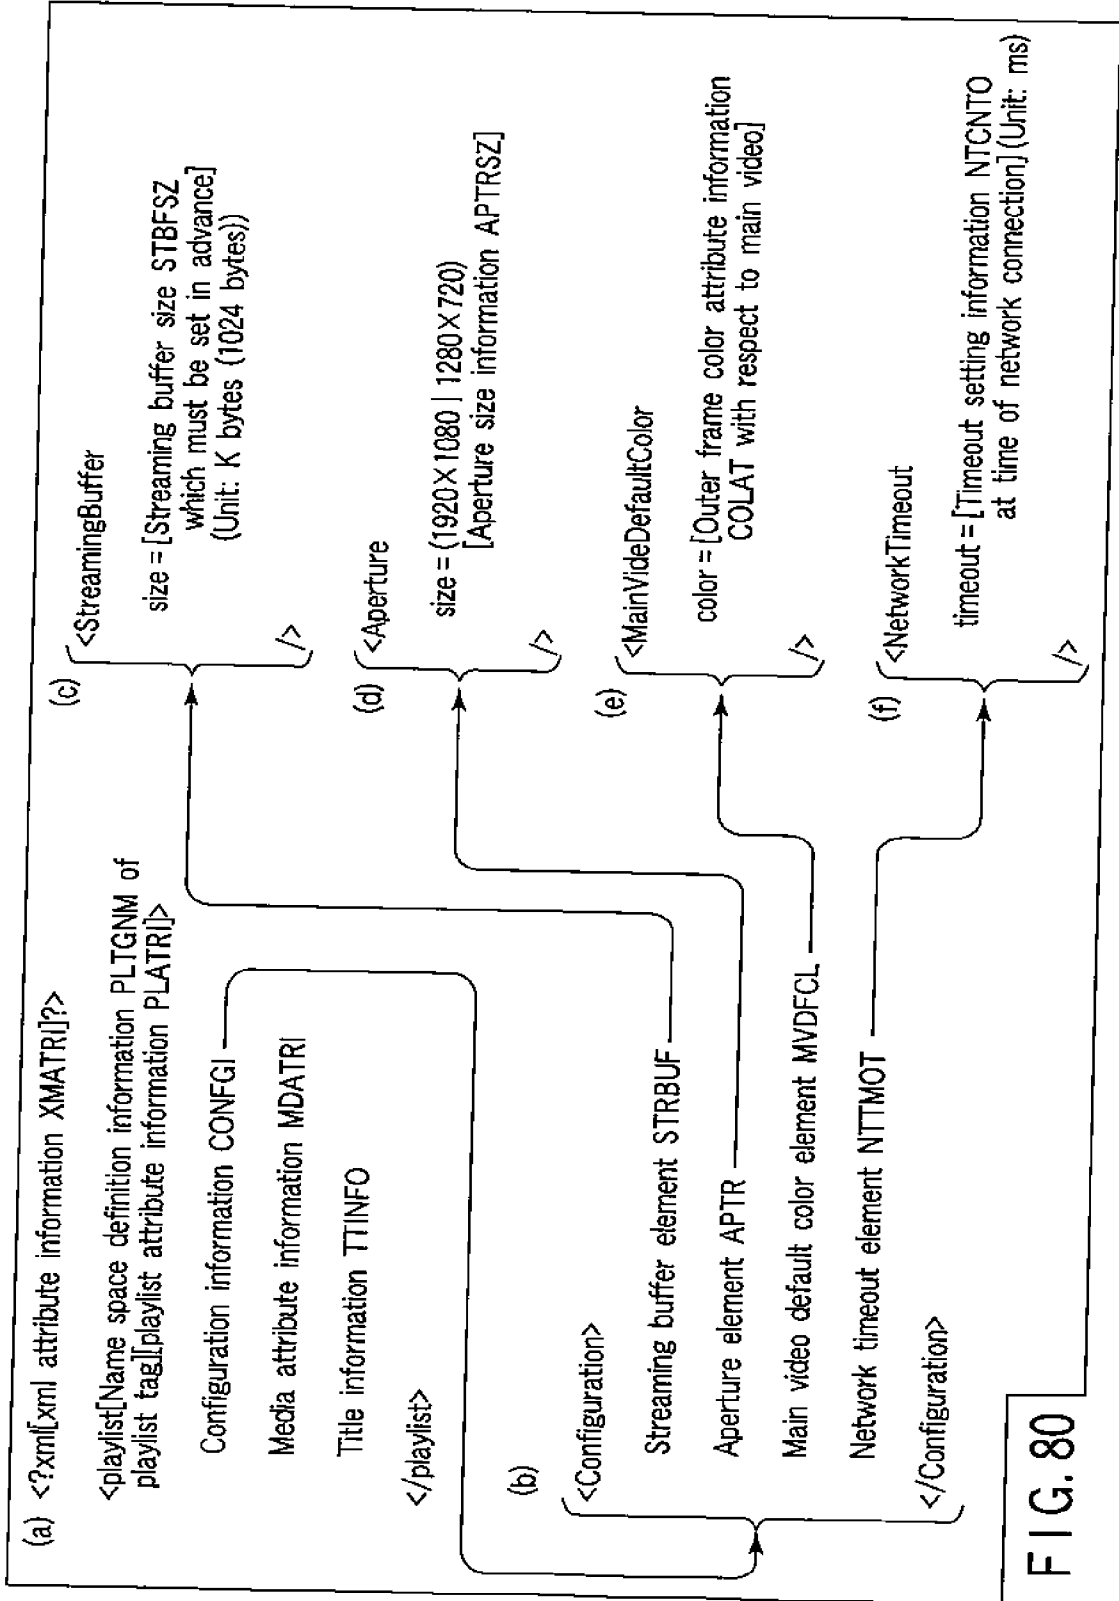 (a) <?xml[xml attribute information XMATRI]?>
<playlist[Name space definition information PLTGNM of
playlist tag][playlist attribute information PLATRI]>
Configuration information CONFGI
Media attribute information MDATRI
Title information TTINFO
</playlist>
(b)
<Configuration>
Streaming buffer element STRBUF
Aperture element APTR
Main video default color element MVDFCL
Network timeout element NTTMOT
</Configuration>
(c)
<StreamingBuffer
size=[Streaming buffer size STBFSZ
which must be set in advance]
(Unit: K bytes (1024 bytes))
/>
(d)
<Aperture
size=(1920×1080 | 1280×720)
[Aperture size information APTRSZ]
/>
(e)
<MainVideDefaultColor
color=[Outer frame color attribute information
COLAT with respect to main video]
/>
(f)
<NetworkTimeout
timeout=[Timeout setting information NTCNTO
at time of network connection](Unit: ms)
/>
FIG. 80